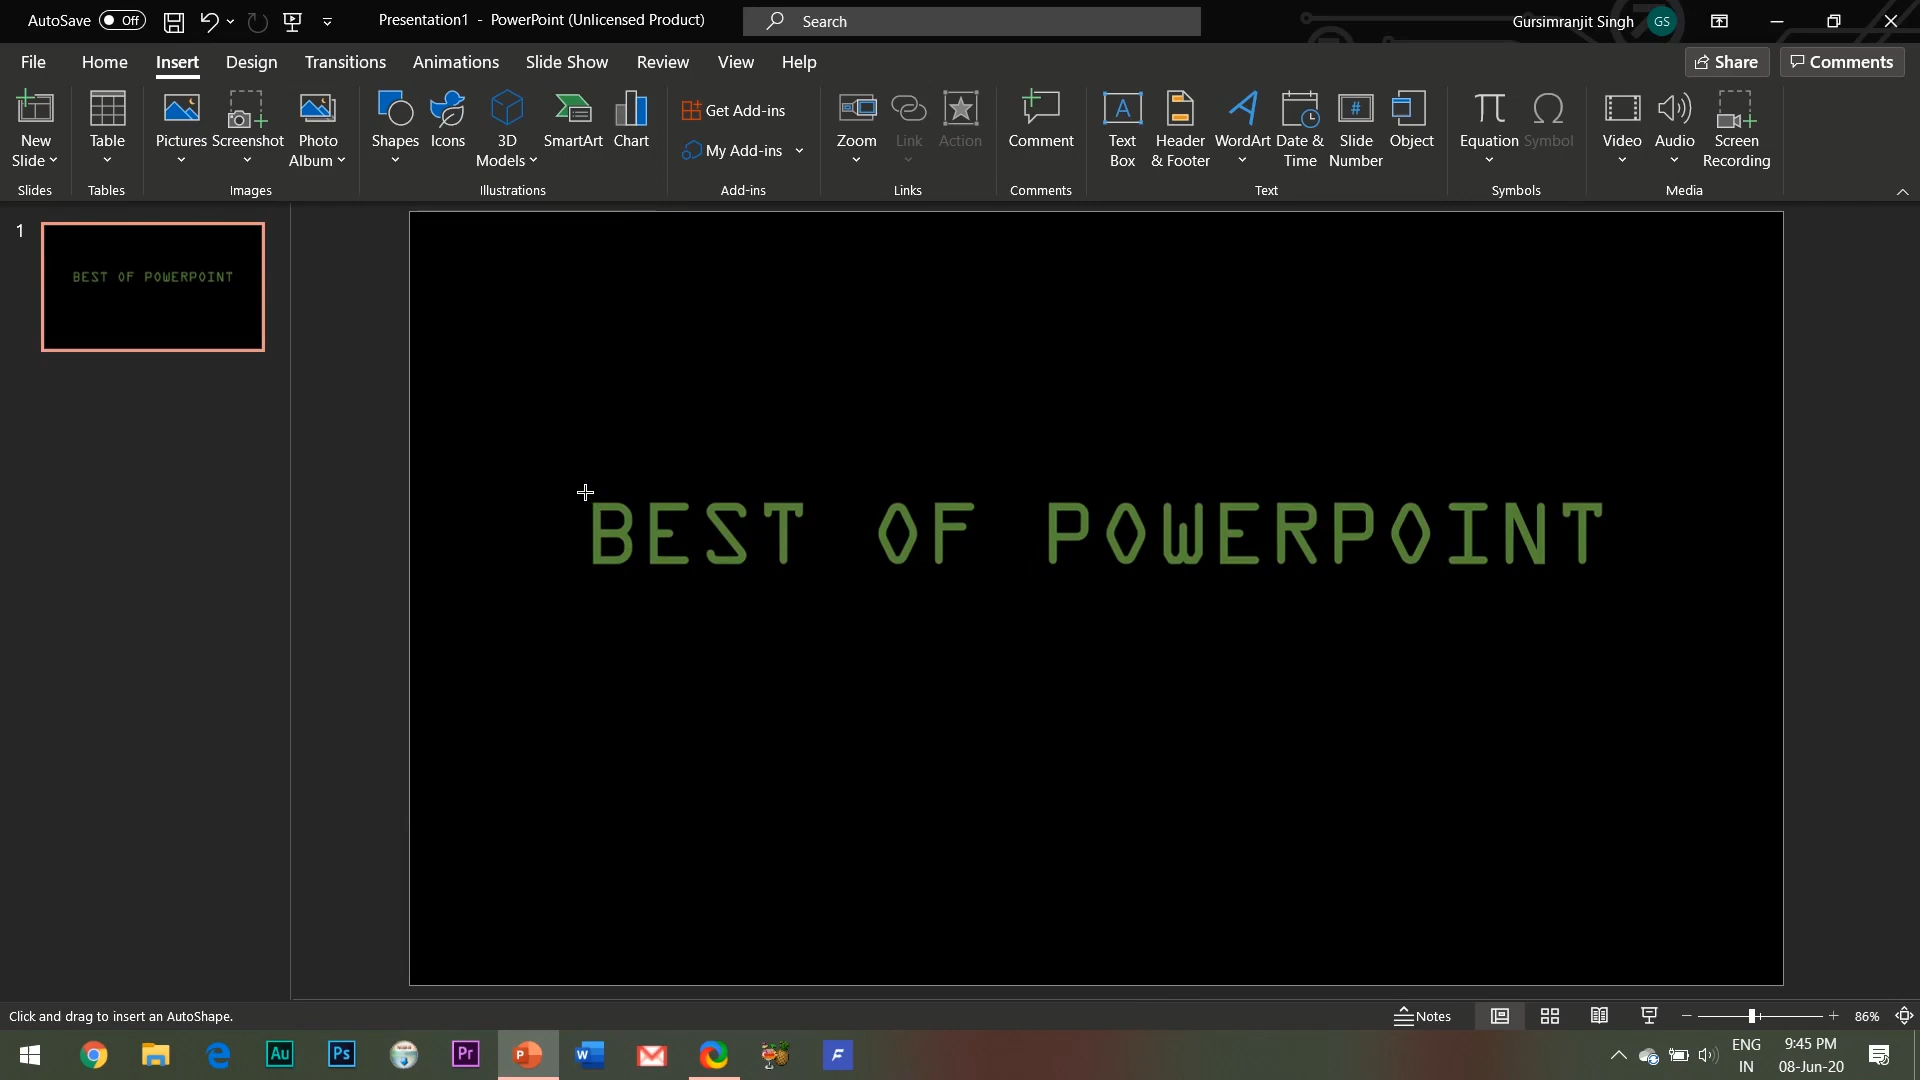 AutoSave Off Presentation1 - PowerPoint (Unlicensed Product) Search Gursimranjit Singh GS
File Home Insert Design Transitions Animations Slide Show Review View Help Share Comments
New Slide Table Pictures Screenshot Photo Album Shapes Icons 3D Models SmartArt Chart Get Add-ins My Add-ins Zoom Link Action Comment Text Box Header & Footer WordArt Date & Time Slide Number Object Equation Symbol Video Audio Screen Recording
Slides Tables Images Illustrations Add-ins Links Comments Text Symbols Media
1
BEST OF POWERPOINT
BEST OF POWERPOINT
Click and drag to insert an AutoShape. Notes 86%
Au Ps Pr P W F ENG 9:45 PM
IN 08-Jun-20